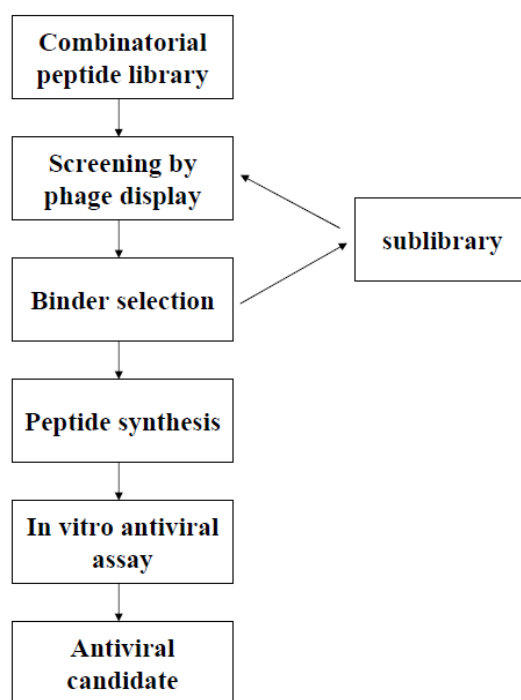 Combinatorial
peptide library
Screening by
phage display
sublibrary
Binder selection
Peptide synthesis
In vitro antiviral
assay
Antiviral
candidate